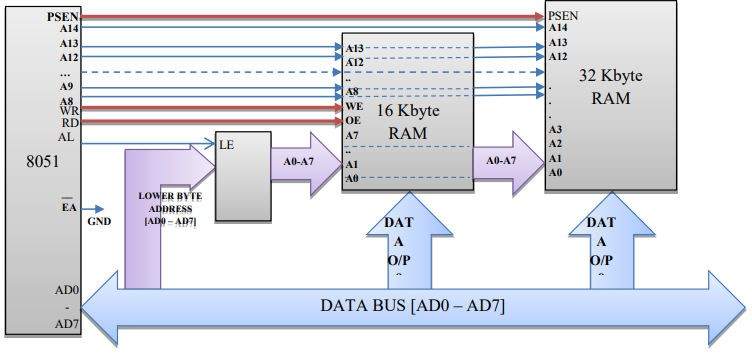 PSEN
A14
A13
A12
...
A9
A8
WR
RD
AL
8051
EA
GND
AD0
-
AD7
LE
LOWER BYTE
ADDRESS
[AD0 – AD7]
A0-A7
A13
A12
..
A8
WE
OE
A7
..
A1
A0
16 Kbyte
RAM
A0-A7
PSEN
A14
A13
A12
.
.
.
A3
A2
A1
A0
32 Kbyte
RAM
DAT
A
O/P
DAT
A
O/P
DATA BUS [AD0 – AD7]